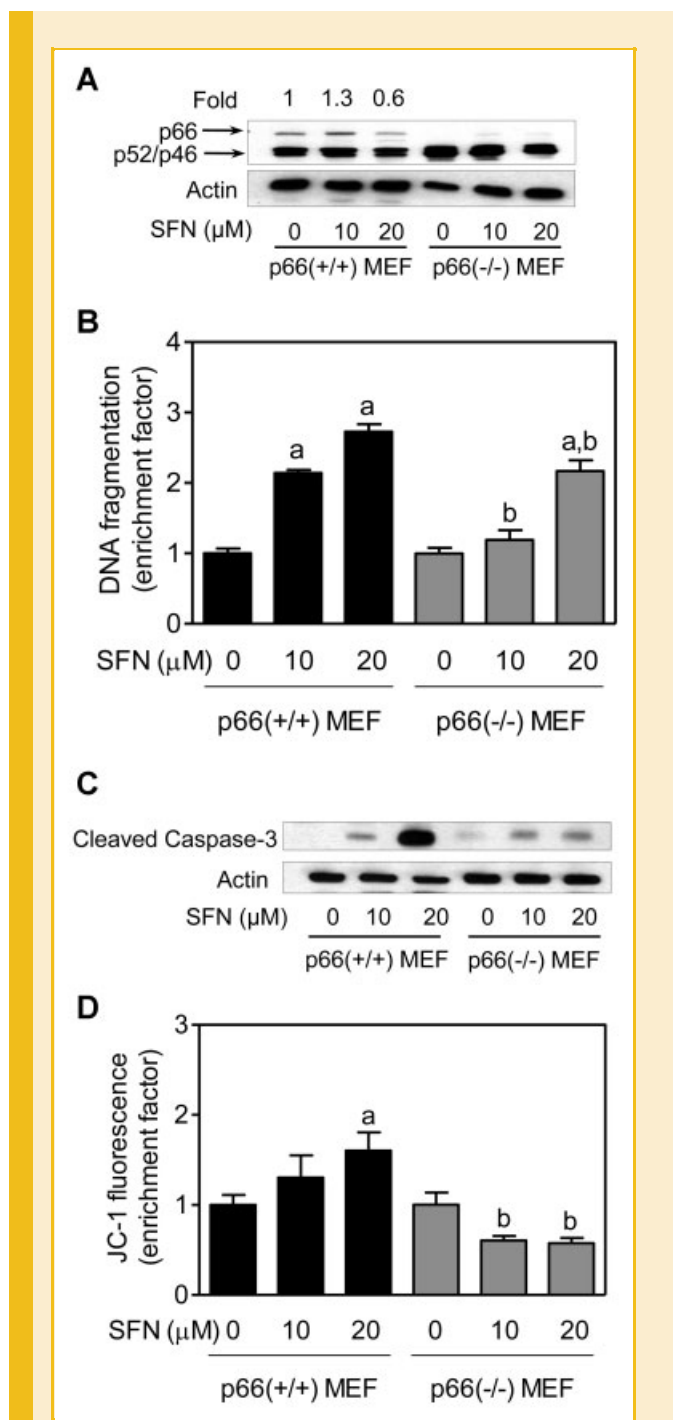 A
Fold 1 1.3 0.6
p66
p52/p46
Actin
SFN (µM) 0 10 20 0 10 20
p66(+/+) MEF p66(-/-) MEF
B
DNA fragmentation
(enrichment factor)
4
3
2
1
0
a a b a,b
SFN (µM) 0 10 20 0 10 20
p66(+/+) MEF p66(-/-) MEF
C
Cleaved Caspase-3
Actin
SFN (µM) 0 10 20 0 10 20
p66(+/+) MEF p66(-/-) MEF
D
JC-1 fluorescence
(enrichment factor)
3
2
1
0
a b b
SFN (µM) 0 10 20 0 10 20
p66(+/+) MEF p66(-/-) MEF